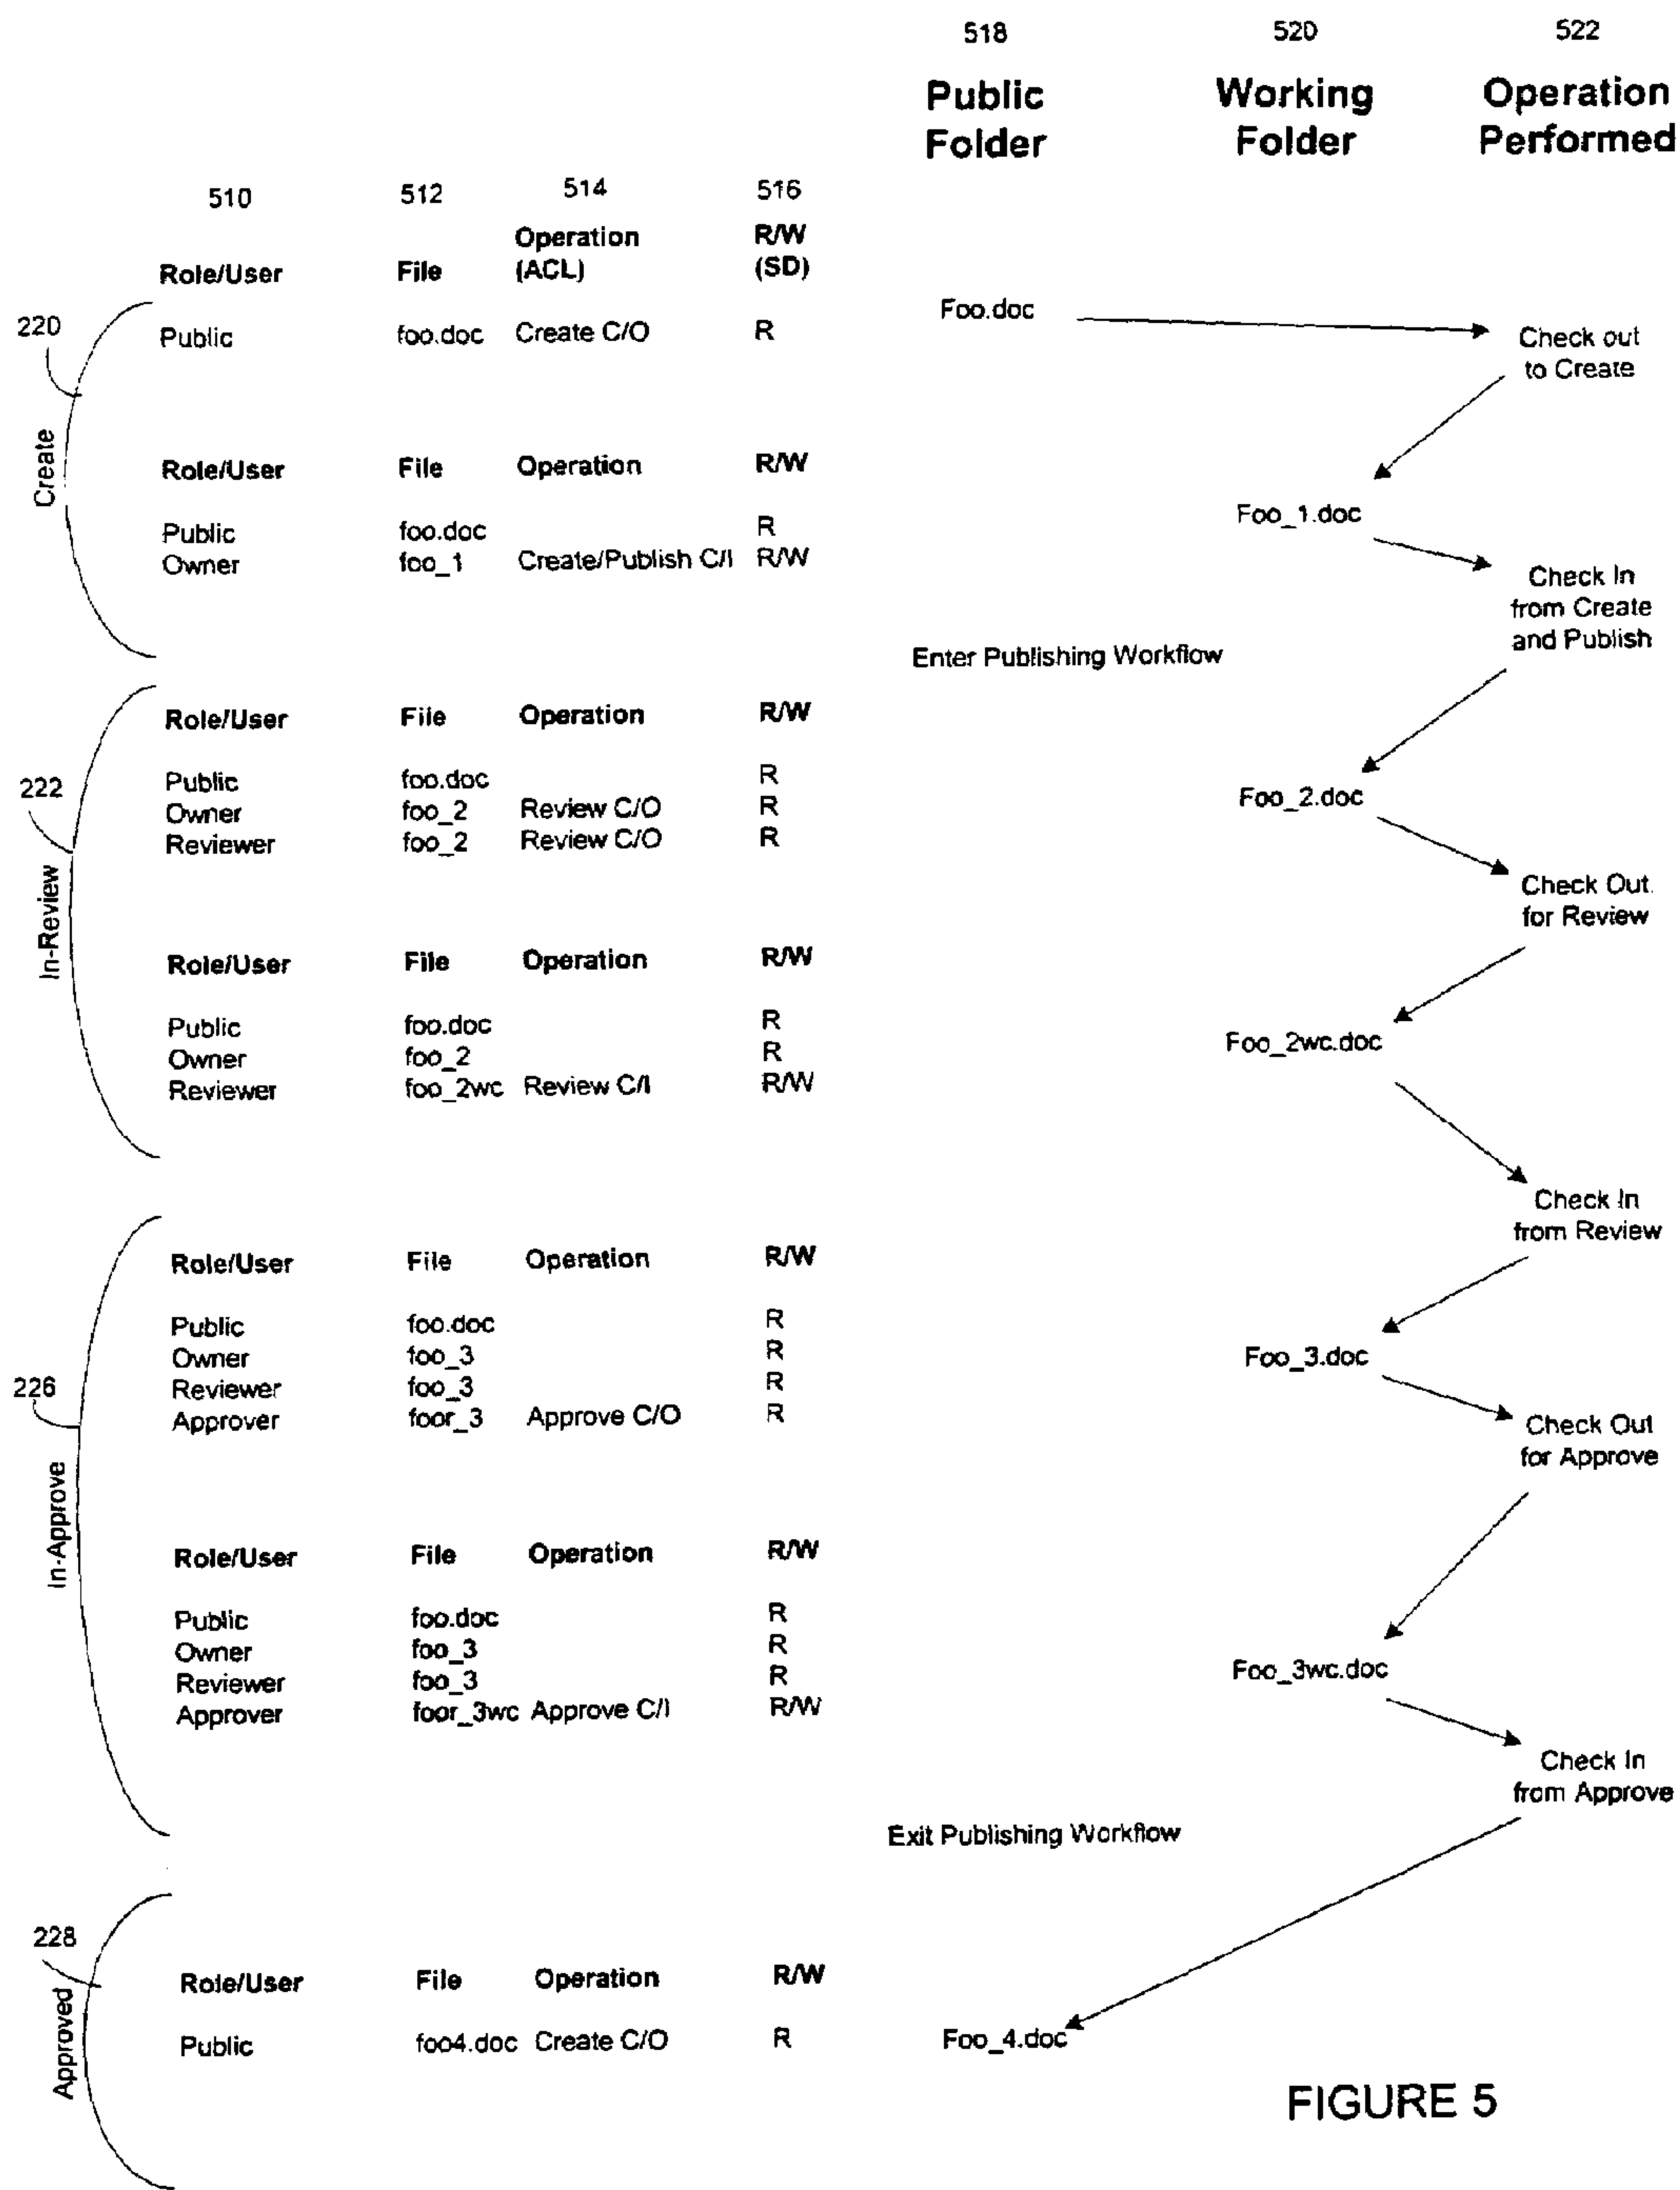 518 520 522
Public Folder Working Folder Operation Performed
510 512 514 516
Role/User File Operation (ACL) R/W (SD)
220
Public foo.doc Create C/O R
Foo.doc
Check out
to Create
Create
Role/User File Operation R/W
Public foo.doc R
Owner foo_1 Create/Publish C/I R/W
Foo_1.doc
Check In
from Create
and Publish
Enter Publishing Workflow
222
In-Review
Role/User File Operation R/W
Public foo.doc R
Owner foo_2 Review C/O R
Reviewer foo_2 Review C/O R
Foo_2.doc
Check Out
for Review
Role/User File Operation R/W
Public foo.doc R
Owner foo_2 R
Reviewer foo_2wc Review C/I R/W
Foo_2wc.doc
Check In
from Review
226
In-Approve
Role/User File Operation R/W
Public foo.doc R
Owner foo_3 R
Reviewer foo_3 R
Approver foor_3 Approve C/O R
Foo_3.doc
Check Out
for Approve
Role/User File Operation R/W
Public foo.doc R
Owner foo_3 R
Reviewer foo_3 R
Approver foor_3wc Approve C/I R/W
Foo_3wc.doc
Check In
from Approve
Exit Publishing Workflow
228
Approved
Role/User File Operation R/W
Public foo4.doc Create C/O R
Foo_4.doc
FIGURE 5